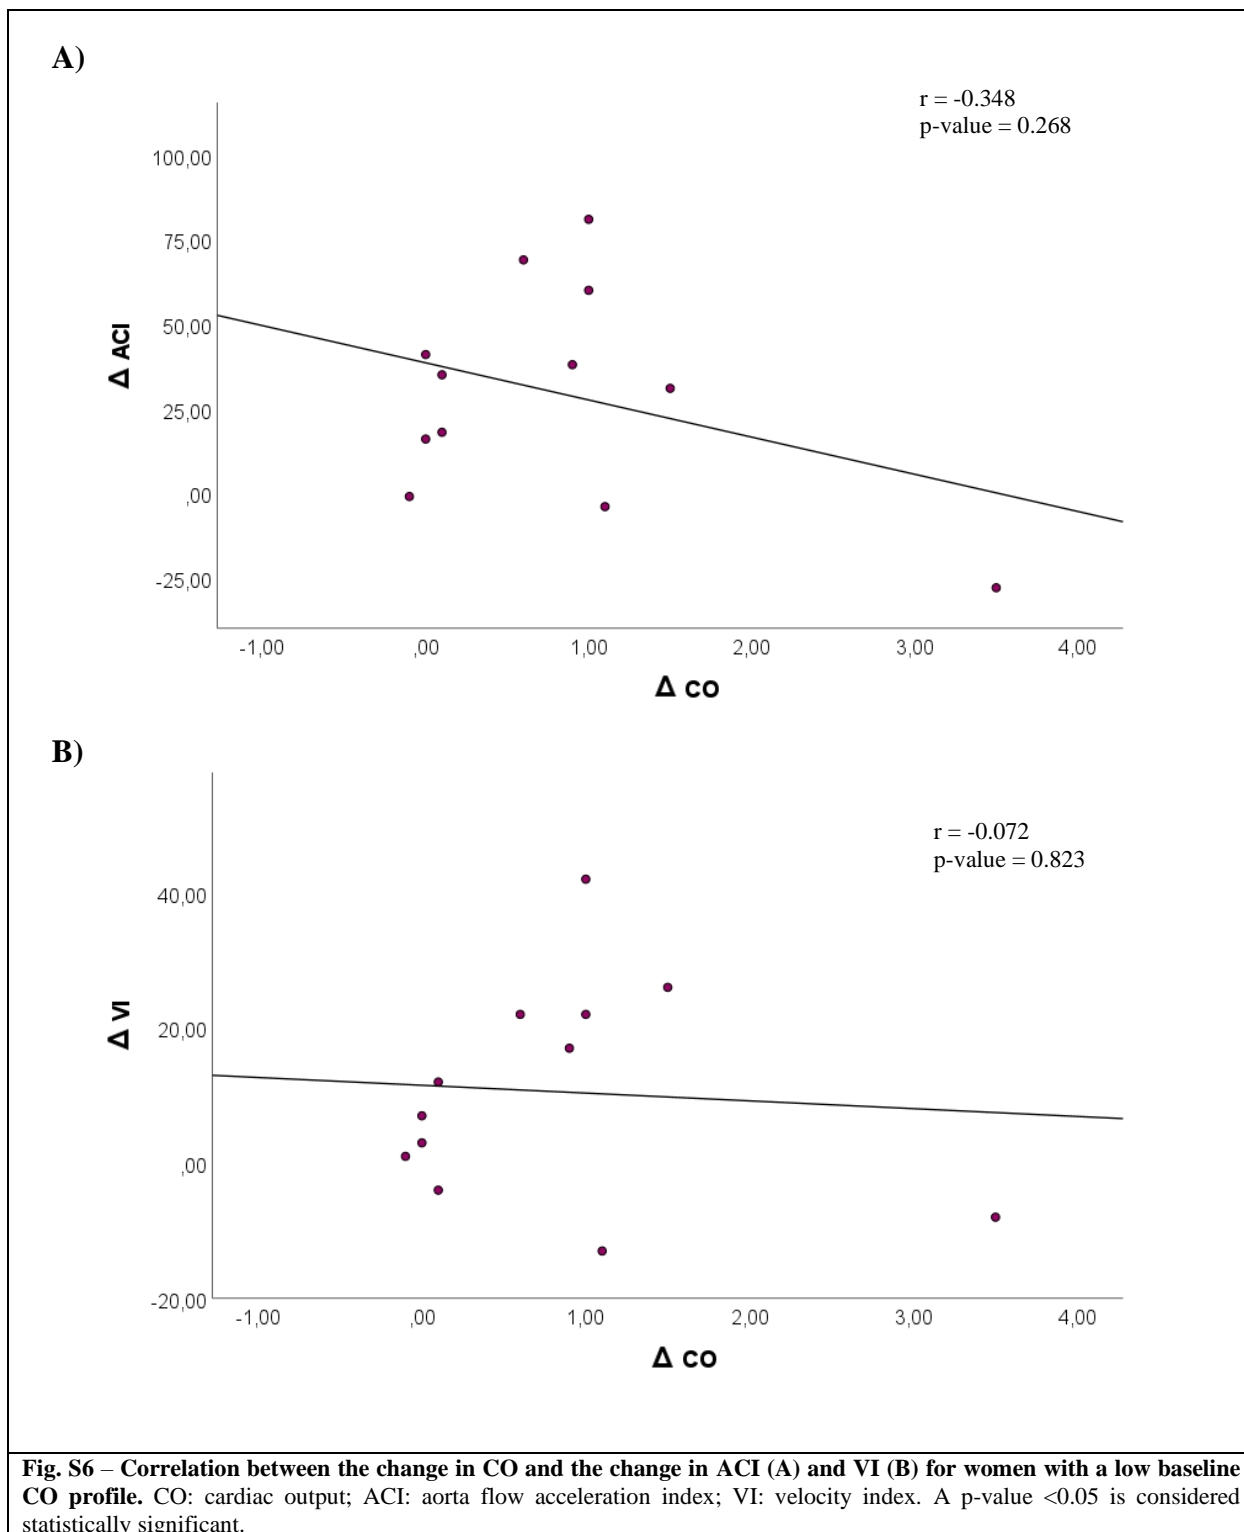 A)
r = -0.348
p-value = 0.268
100,00
75,00
50,00
25,00
,00
-25,00
Δ ACI
-1,00 ,00 1,00 2,00 3,00 4,00
Δ CO
B)
r = -0.072
p-value = 0.823
40,00
20,00
,00
-20,00
Δ VI
-1,00 ,00 1,00 2,00 3,00 4,00
Δ CO
Fig. S6 – Correlation between the change in CO and the change in ACI (A) and VI (B) for women with a low baseline
CO profile. CO: cardiac output; ACI: aorta flow acceleration index; VI: velocity index. A p-value <0.05 is considered
statistically significant.